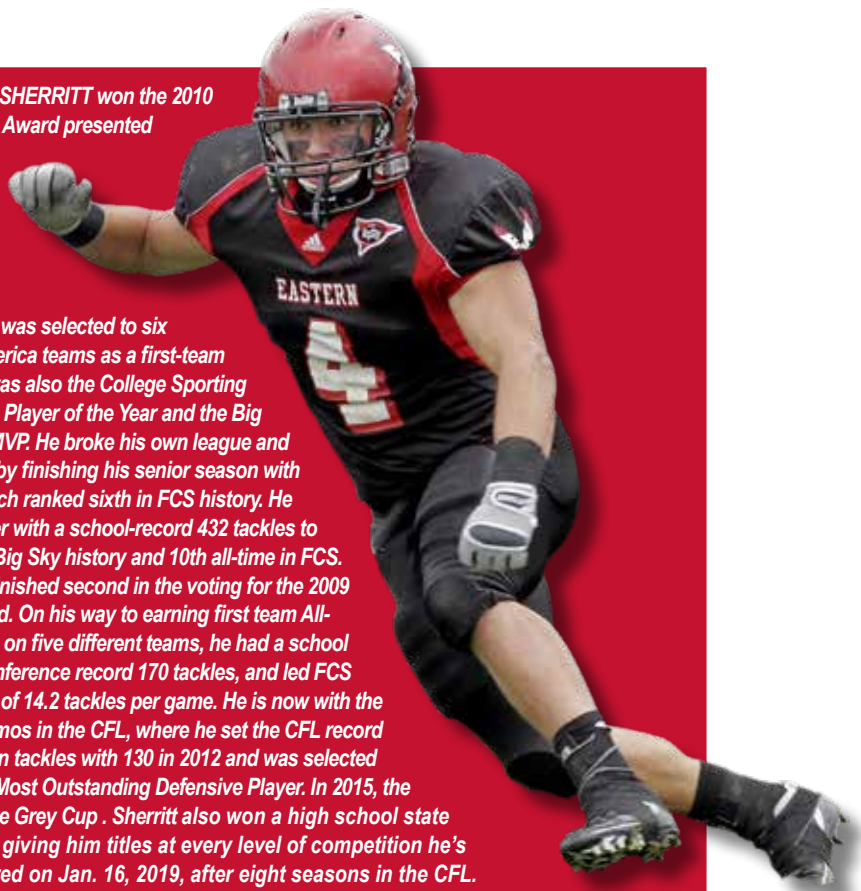 SHERRITT won the 2010
Award presented
was selected to six
erica teams as a first-team
as also the College Sporting
Player of the Year and the Big
MVP. He broke his own league and
by finishing his senior season with
ch ranked sixth in FCS history. He
er with a school-record 432 tackles to
Big Sky history and 10th all-time in FCS.
inished second in the voting for the 2009
d. On his way to earning first team All-
on five different teams, he had a school
nference record 170 tackles, and led FCS
of 14.2 tackles per game. He is now with the
mos in the CFL, where he set the CFL record
n tackles with 130 in 2012 and was selected
Most Outstanding Defensive Player. In 2015, the
e Grey Cup . Sherritt also won a high school state
giving him titles at every level of competition he's
ed on Jan. 16, 2019, after eight seasons in the CFL.
EASTERN
4